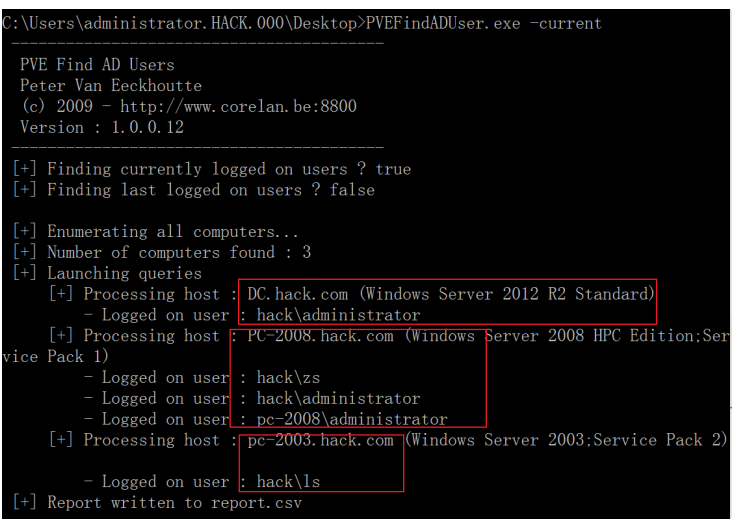 C:\Users\administrator.HACK.000\Desktop>PVEFindADUser.exe -current
-----------------------------------------
PVE Find AD Users
Peter Van Eeckhoutte
(c) 2009 - http://www.corelan.be:8800
Version : 1.0.0.12
-----------------------------------------
[+] Finding currently logged on users ? true
[+] Finding last logged on users ? false
[+] Enumerating all computers...
[+] Number of computers found : 3
[+] Launching queries
[+] Processing host : DC.hack.com (Windows Server 2012 R2 Standard)
- Logged on user : hack\administrator
[+] Processing host : PC-2008.hack.com (Windows Server 2008 HPC Edition;Ser
vice Pack 1)
- Logged on user : hack\zs
- Logged on user : hack\administrator
- Logged on user : pc-2008\administrator
[+] Processing host : pc-2003.hack.com (Windows Server 2003;Service Pack 2)
- Logged on user : hack\ls
[+] Report written to report.csv